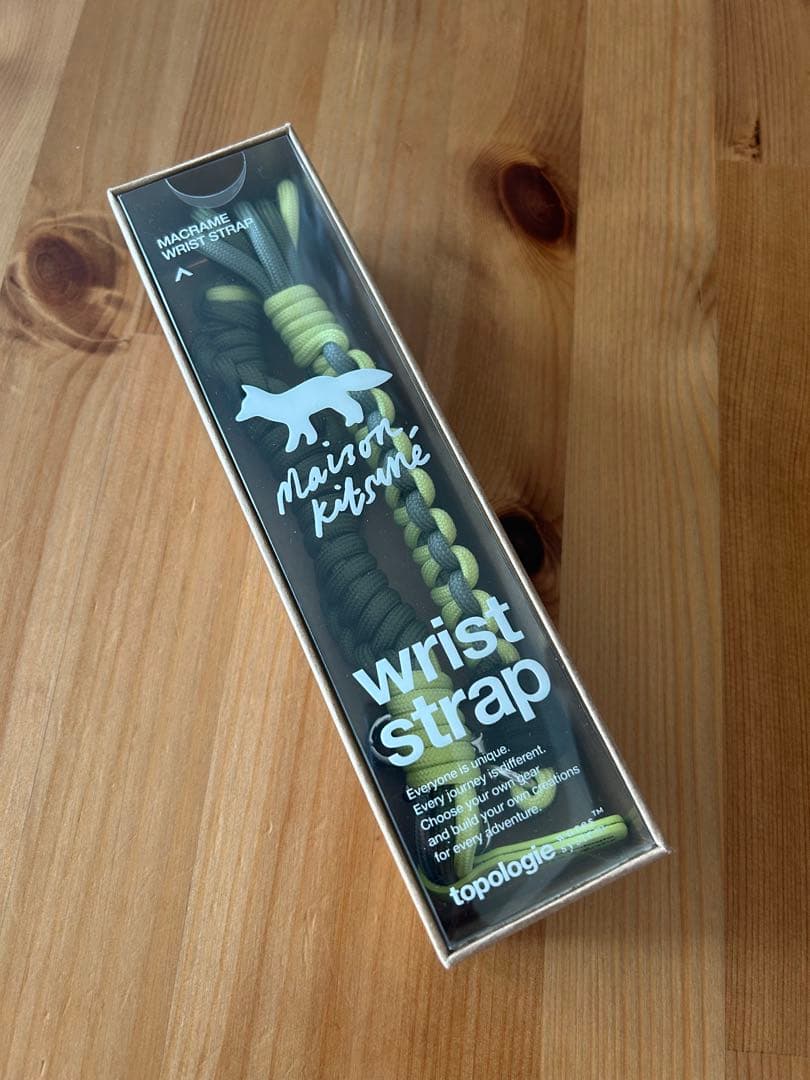 MACRAME
WRIST STRAP
maison
kitsuné
wrist
strap
Everyone is unique.
Every journey is different.
Choose your own gear
and build your own creations
for every adventure.
topologie